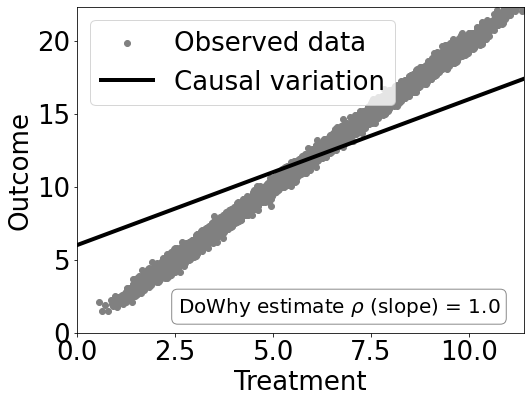 Observed data
Causal variation
20
15
10
5
0
Outcome
DoWhy estimate ρ (slope) = 1.0
0.0 2.5 5.0 7.5 10.0
Treatment